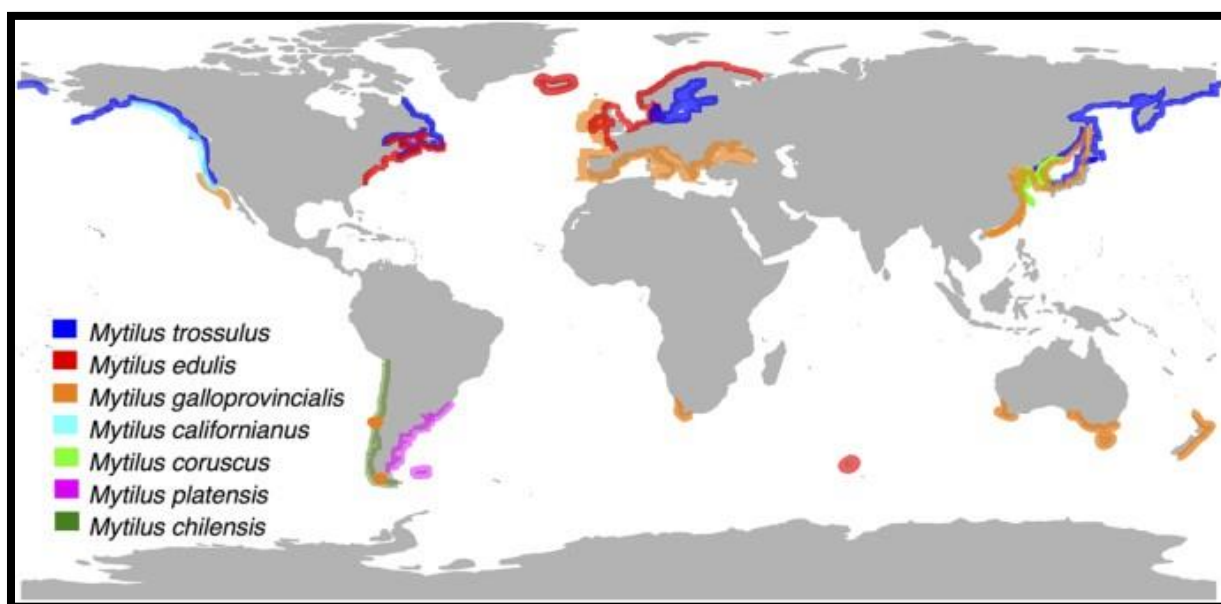 Mytilus trossulus
Mytilus edulis
Mytilus galloprovincialis
Mytilus californianus
Mytilus coruscus
Mytilus platensis
Mytilus chilensis